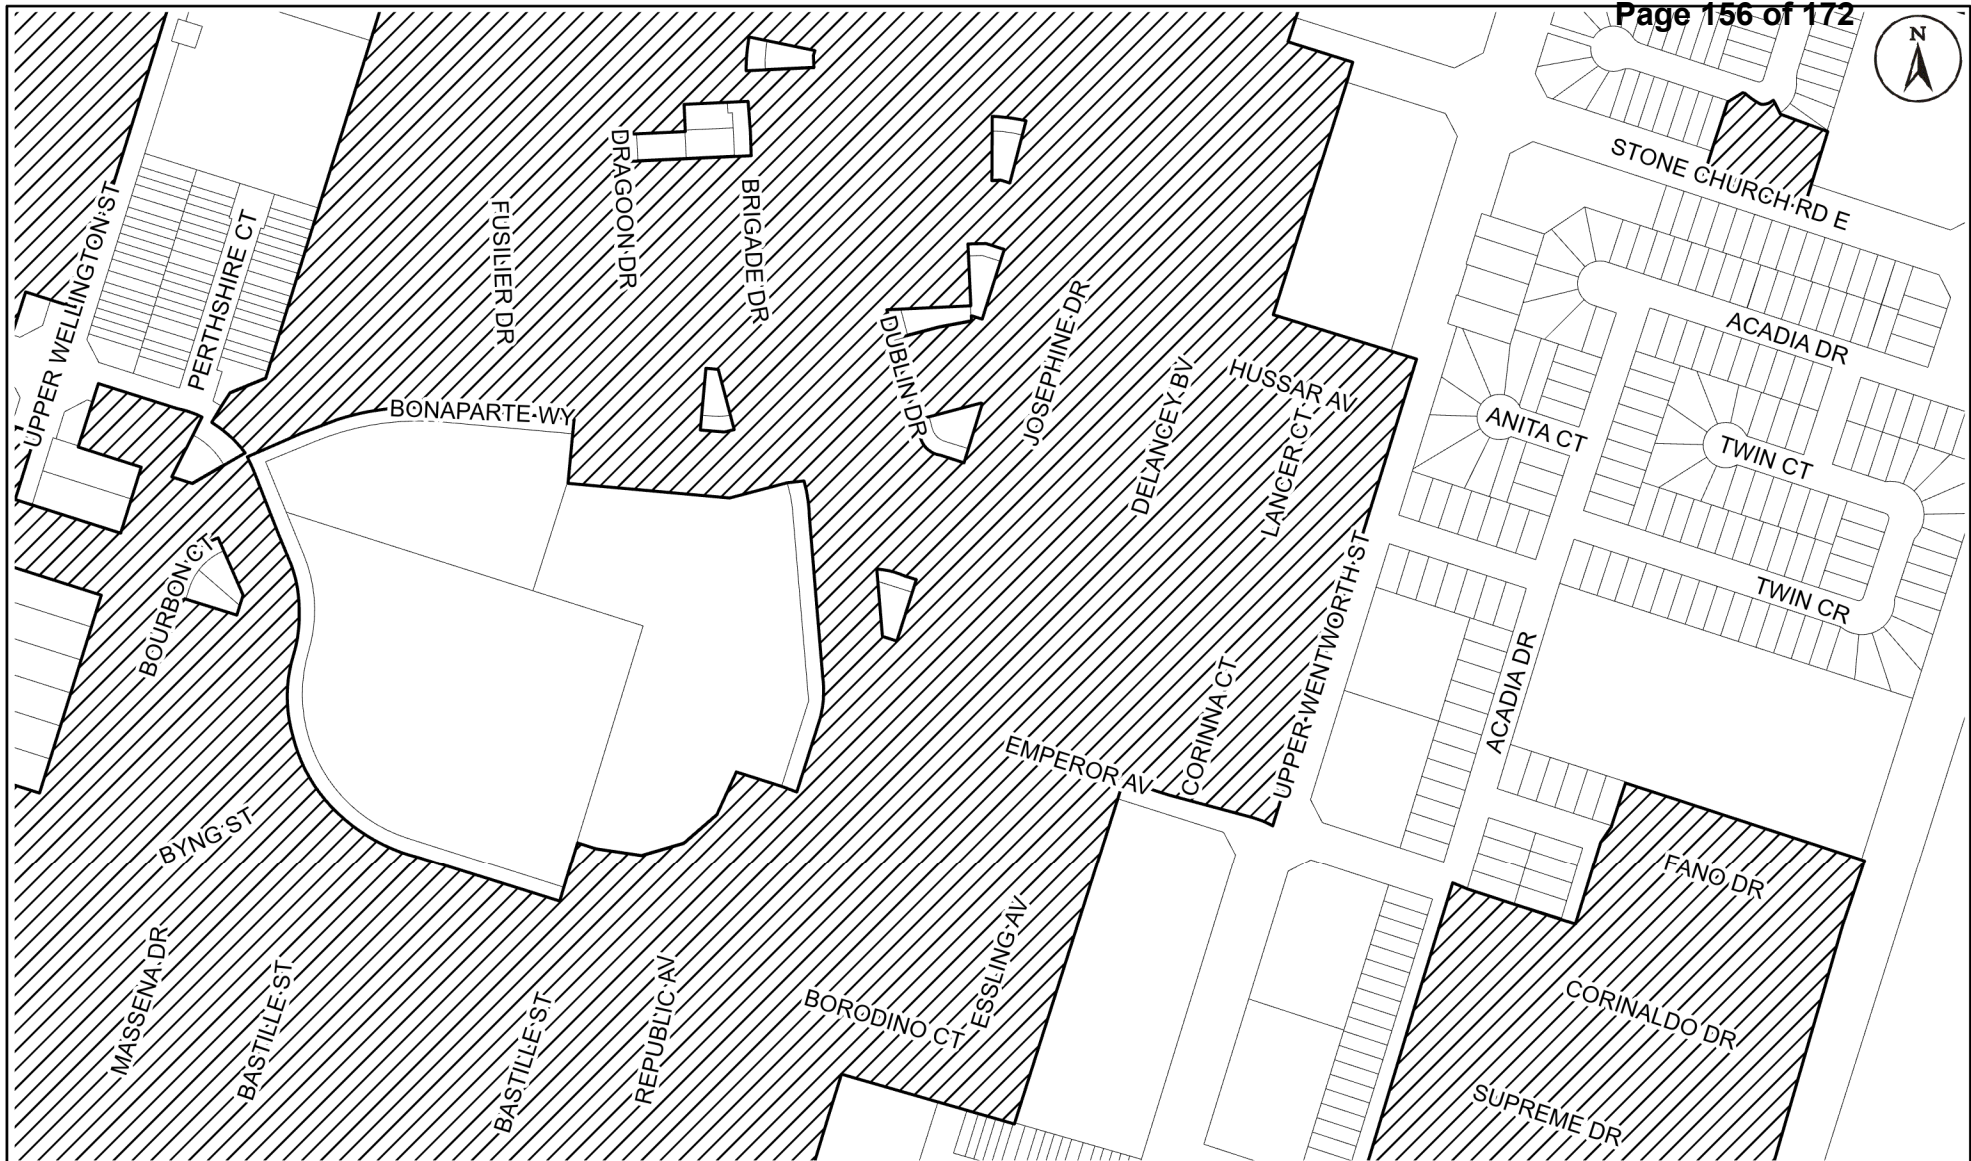 Page 156 of 172
N
STONE CHURCH RD E
DRAGOON DR
BRIGADE DR
UPPER WELLINGTON ST
PERTHSHIRE CT
FUSILIER DR
DUBLIN DR
JOSEPHINE DR
ACADIA DR
HUSSAR AV
DELANCEY BV
LANCER CT
BONAPARTE WY
ANITA CT
TWIN CT
BOURBON CT
UPPER WENTWORTH ST
TWIN CR
ACADIA DR
CORINNA CT
EMPEROR AV
BYNG ST
FANO DR
MASSENA DR
BASTILLE ST
BASTILLE ST
REPUBLIC AV
BORODINO CT
ESSLING AV
CORINALDO DR
SUPREME DR